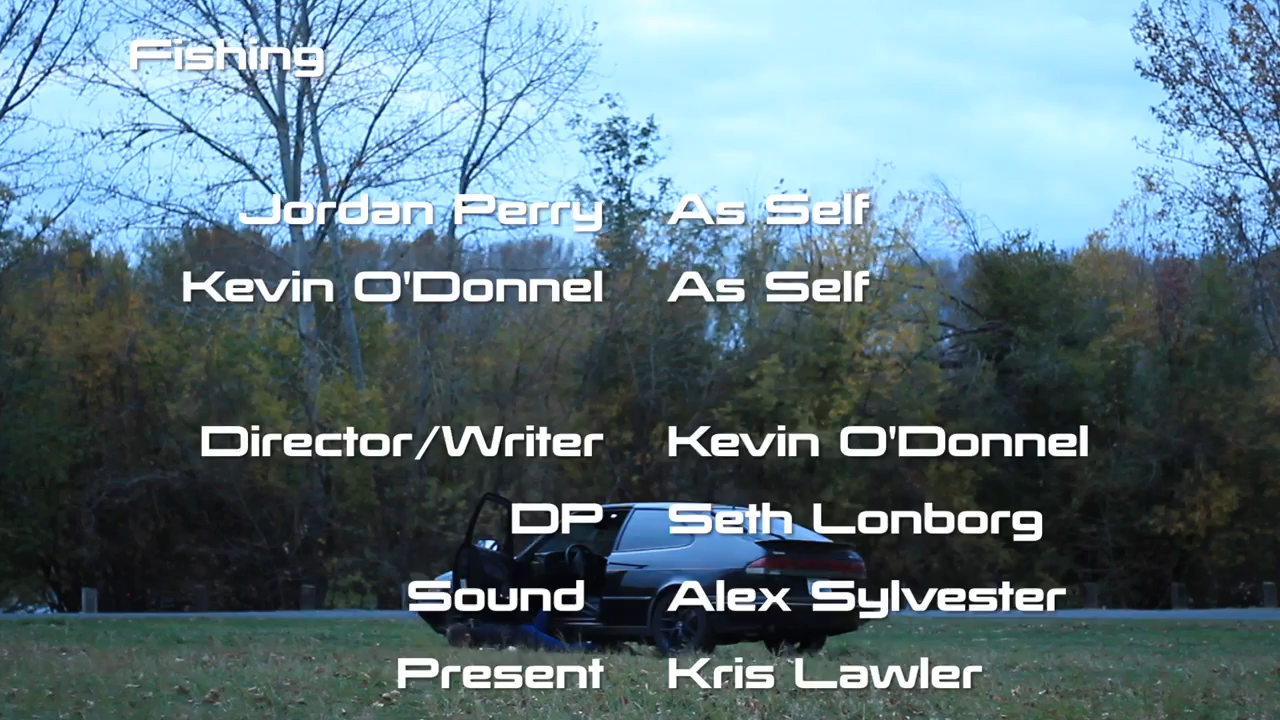 Fishing
Jordan Perry As Self
Kevin O'Donnel As Self
Director/Writer Kevin O'Donnel
DP Seth Lonborg
Sound Alex Sylvester
Present Kris Lawler